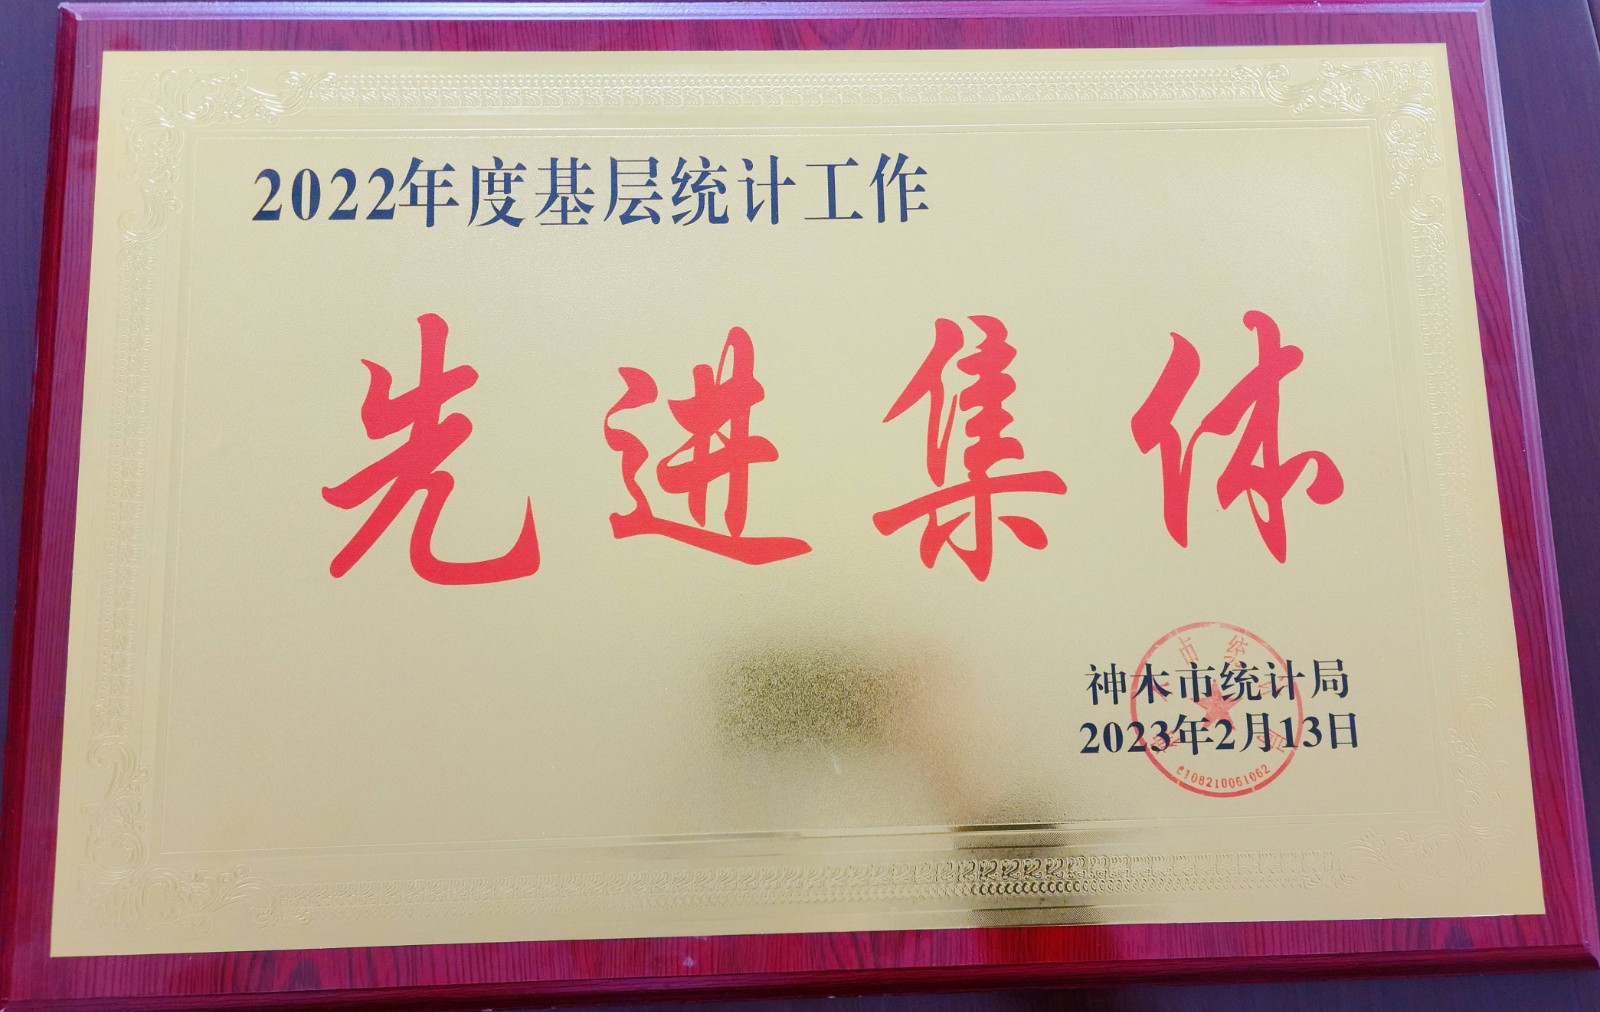 2022年度基层统计工作
先进集体
神木市统计局
2023年2月13日